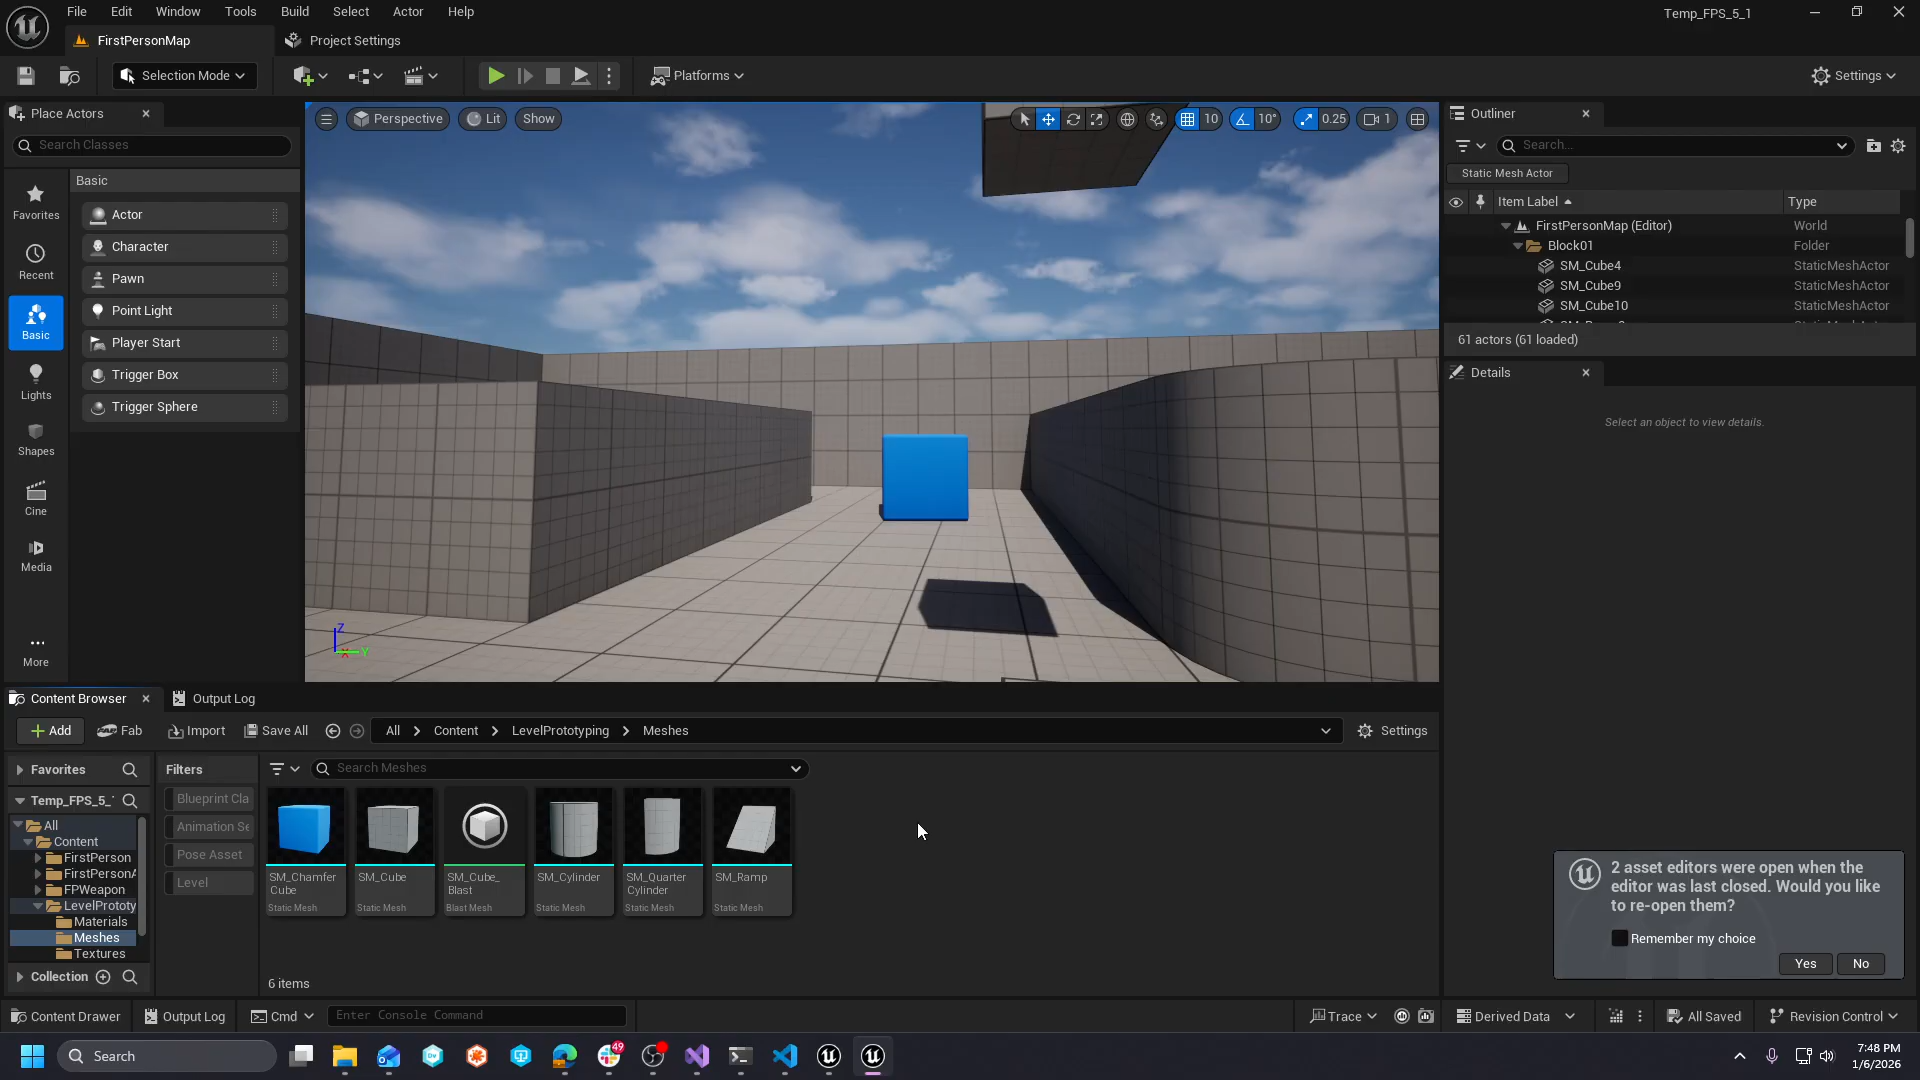 File Edit Window Tools Build Select Actor Help
Temp_FPS_5_1
FirstPersonMap
Project Settings
Selection Mode
Platforms
Settings
Place Actors
Search Classes
Basic
Favorites
Recent
Basic
Lights
Shapes
Cine
Media
More
Actor
Character
Pawn
Point Light
Player Start
Trigger Box
Trigger Sphere
Perspective
Lit
Show
10
10°
0.25
1
Z
X
Y
Outliner
Search...
Static Mesh Actor
Item Label
Type
FirstPersonMap (Editor) World
Block01 Folder
SM_Cube4 StaticMeshActor
SM_Cube9 StaticMeshActor
SM_Cube10 StaticMeshActor
61 actors (61 loaded)
Details
Select an object to view details.
Content Browser
Output Log
Add
Fab
Import
Save All
All
Content
LevelPrototyping
Meshes
Settings
Favorites
Temp_FPS_5_
All
Content
FirstPerson
FirstPersonA
FPWeapon
LevelPrototy
Materials
Meshes
Textures
Collection
Filters
Blueprint Cla
Animation Se
Pose Asset
Level
Search Meshes
SM_Chamfer
Cube
Static Mesh
SM_Cube
Static Mesh
SM_Cube_
Blast
Blast Mesh
SM_Cylinder
Static Mesh
SM_Quarter
Cylinder
Static Mesh
SM_Ramp
Static Mesh
6 items
2 asset editors were open when the
editor was last closed. Would you like
to re-open them?
Remember my choice
Yes
No
Content Drawer
Output Log
Cmd
Enter Console Command
Trace
Derived Data
All Saved
Revision Control
Search
49
7:48 PM
1/6/2026